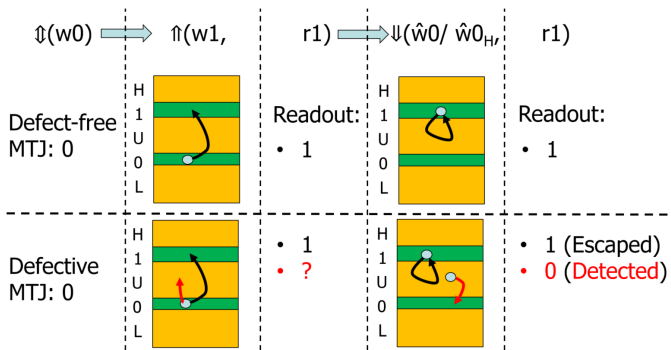 ⇕(w0) ⇑(w1, r1) ⇓(ŵ0/ ŵ0H, r1)
H
1
U
0
L
Defect-free
MTJ: 0
Readout:
• 1
H
1
U
0
L
Readout:
• 1
Defective
MTJ: 0
H
1
U
0
L
• 1
• ?
H
1
U
0
L
• 1 (Escaped)
• 0 (Detected)